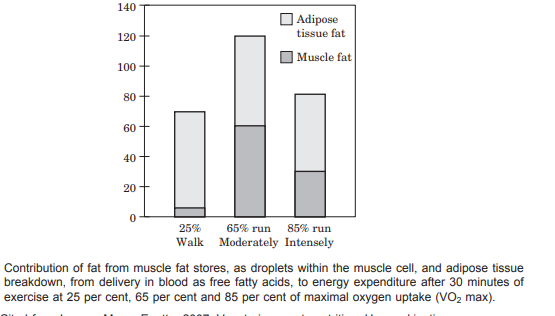 140
120
100
80
60
40
20
0
Adipose
tissue fat
Muscle fat
25%
Walk
65% run
Moderately
85% run
Intensely
Contribution of fat from muscle fat stores, as droplets within the muscle cell, and adipose tissue
breakdown, from delivery in blood as free fatty acids, to energy expenditure after 30 minutes of
exercise at 25 per cent, 65 per cent and 85 per cent of maximal oxygen uptake (VO₂ max).